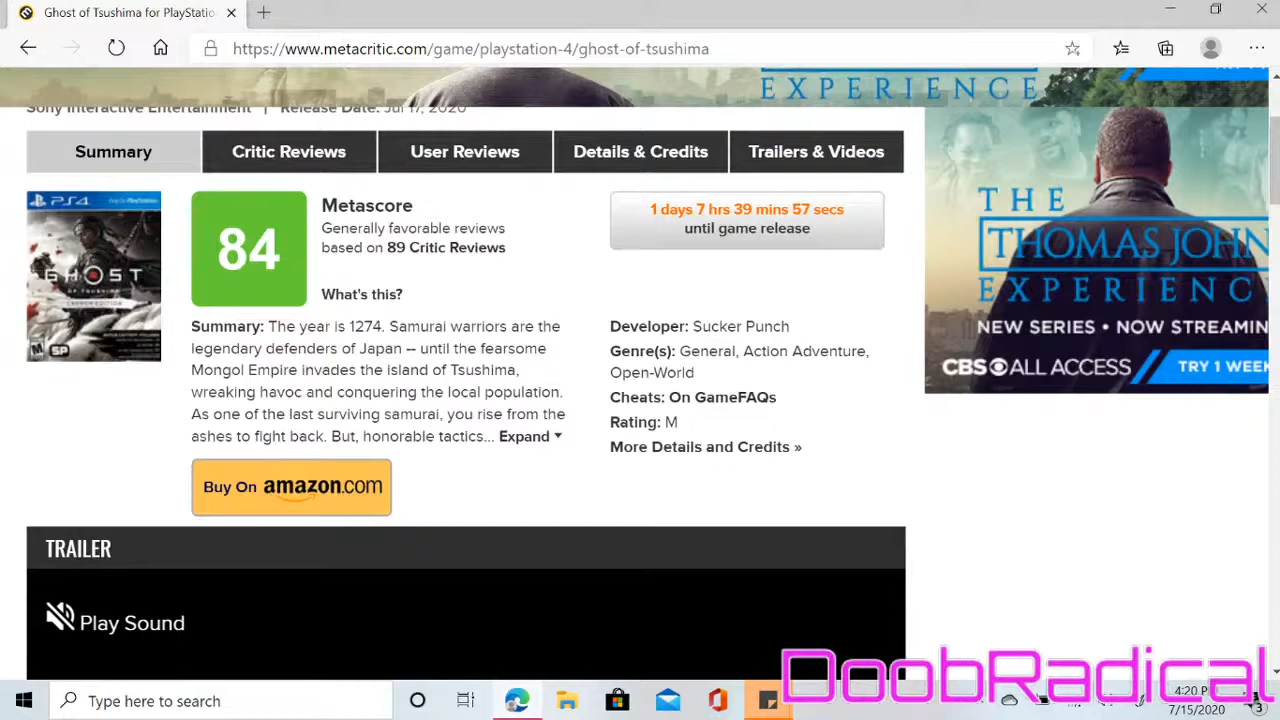 Ghost of Tsushima for PlayStatio
https://www.metacritic.com/game/playstation-4/ghost-of-tsushima
EXPERIENCE
Sony Interactive Entertainment | Release Date: Jul 17, 2020
Summary
Critic Reviews
User Reviews
Details & Credits
Trailers & Videos
PS4
GHOST
OF TSUSHIMA
84
Metascore
Generally favorable reviews
based on 89 Critic Reviews
What's this?
1 days 7 hrs 39 mins 57 secs
until game release
Summary: The year is 1274. Samurai warriors are the
legendary defenders of Japan -- until the fearsome
Mongol Empire invades the island of Tsushima,
wreaking havoc and conquering the local population.
As one of the last surviving samurai, you rise from the
ashes to fight back. But, honorable tactics... Expand
Buy On amazon.com
Developer: Sucker Punch
Genre(s): General, Action Adventure,
Open-World
Cheats: On GameFAQs
Rating: M
More Details and Credits »
THE
THOMAS JOHN
EXPERIENC
NEW SERIES • NOW STREAMIN
CBS ALL ACCESS
TRY 1 WEEK
TRAILER
Play Sound
DoobRadical
Type here to search
4:20 P
7/15/2020
3